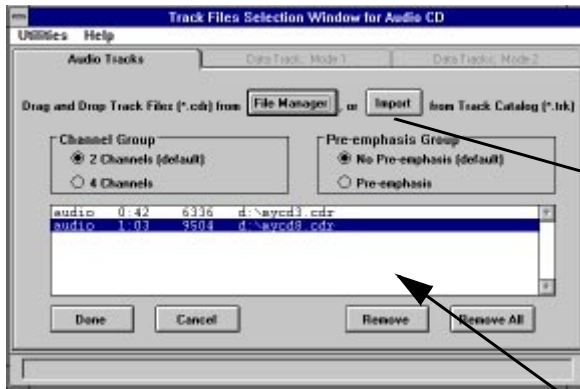 Track Files Selection Window for Audio CD
Utilities Help
Audio Tracks Data Track, Mode 1 Data Tracks, Mode 2
Drag and Drop Track Files (*.cdr) from File Manager , or Import from Track Catalog (*.trk)
Channel Group Pre-emphasis Group
2 Channels (default) No Pre-emphasis (default)
4 Channels Pre-emphasis
audio 0:42 6336 d:\mycd3.cdr
audio 1:03 9504 d:\mycd8.cdr
Done Cancel Remove Remove All